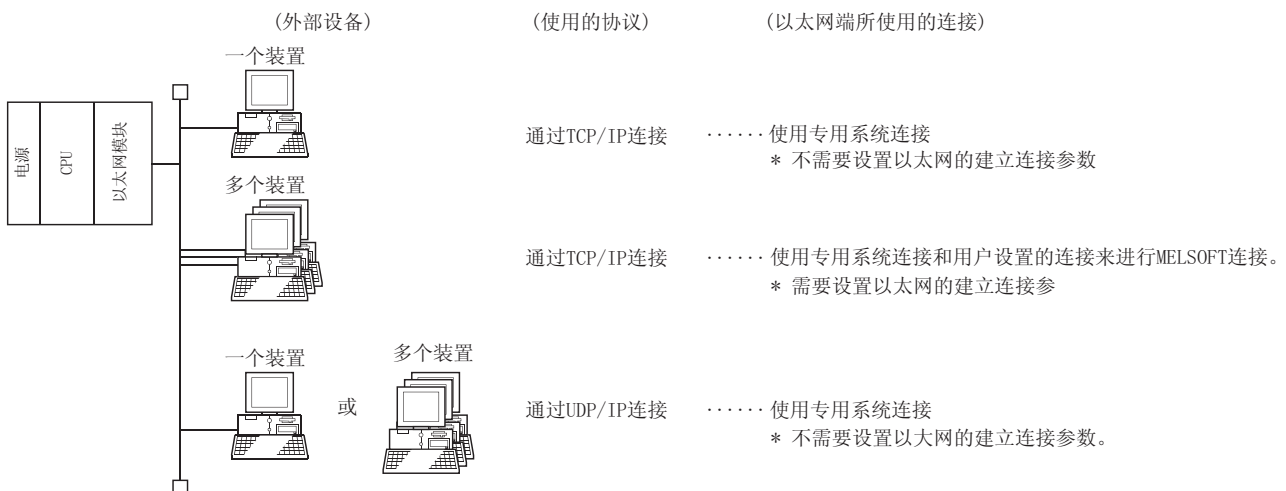 (外部设备) (使用的协议) (以太网端所使用的连接)
一个装置
电源 CPU 以太网模块
通过TCP/IP连接 ······使用专用系统连接
* 不需要设置以太网的建立连接参数
多个装置
通过TCP/IP连接 ······使用专用系统连接和用户设置的连接来进行MELSOFT连接。
* 需要设置以太网的建立连接参
一个装置 或 多个装置
通过UDP/IP连接 ······使用专用系统连接
* 不需要设置以大网的建立连接参数。